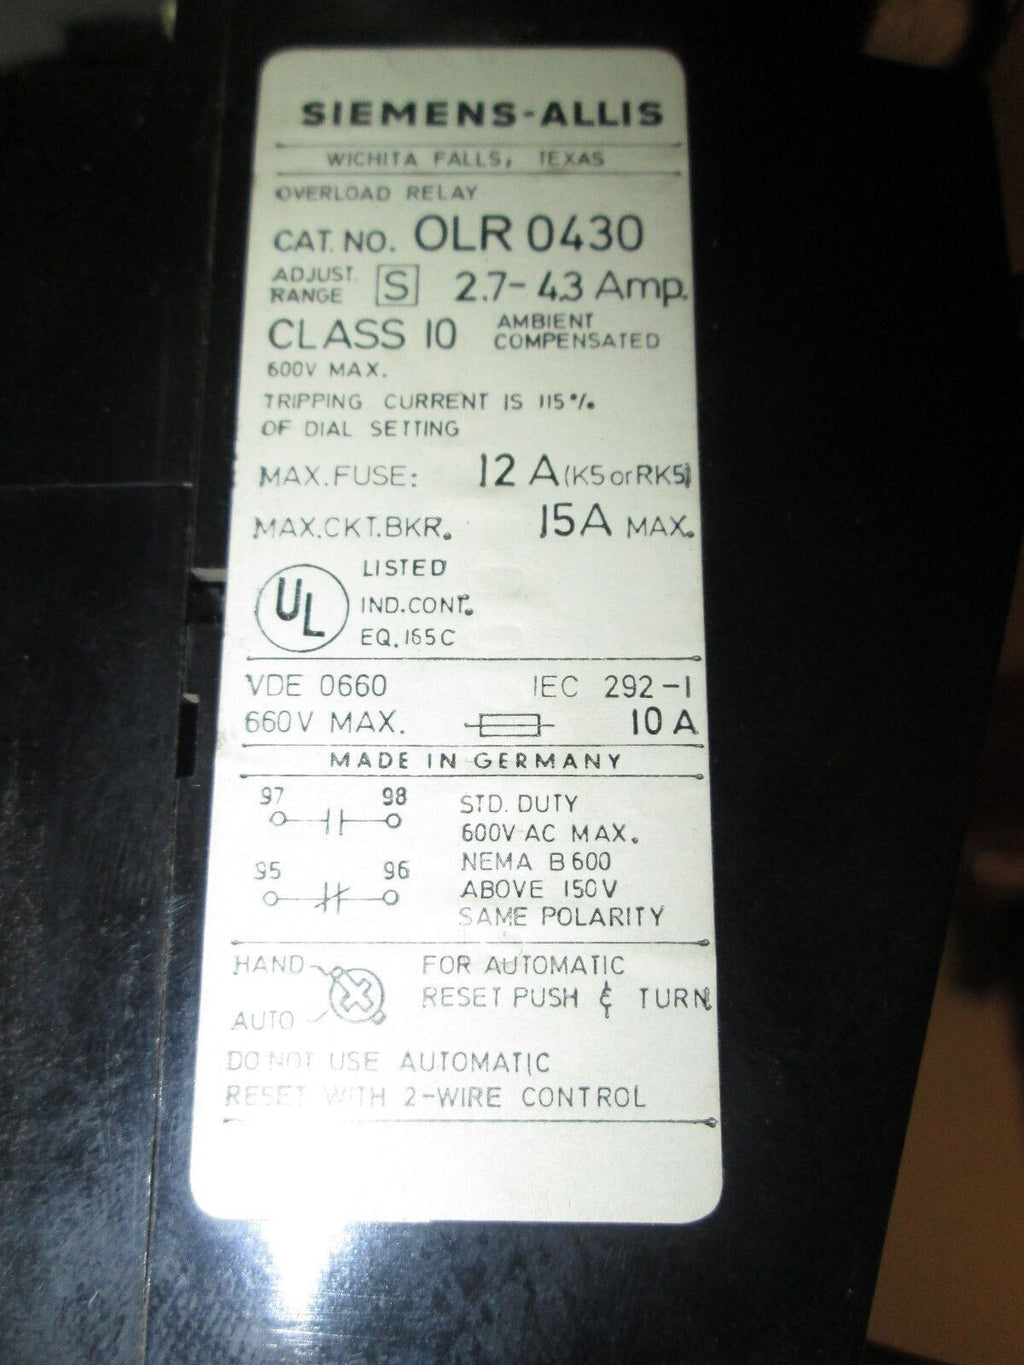 SIEMENS-ALLIS
WICHITA FALLS, TEXAS
OVERLOAD RELAY
CAT. NO. OLR 0430
ADJUST. RANGE S 2.7-4.3 Amp.
CLASS 10 AMBIENT COMPENSATED
600V MAX.
TRIPPING CURRENT IS 115%
OF DIAL SETTING
MAX.FUSE: 12 A (K5 or RK5)
MAX.CKT.BKR. 15A MAX.
UL LISTED
IND.CONT.
EQ. 165C
VDE 0660 IEC 292-1
660V MAX. 10 A
MADE IN GERMANY
97 98 STD. DUTY
600V AC MAX.
95 96 NEMA B600
ABOVE 150V
SAME POLARITY
HAND FOR AUTOMATIC
AUTO RESET PUSH & TURN
DO NOT USE AUTOMATIC
RESET WITH 2-WIRE CONTROL